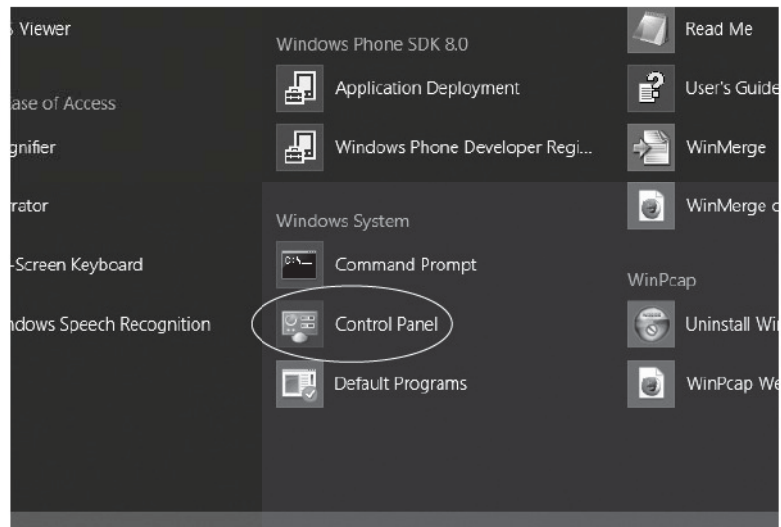 Viewer
ase of Access
gnifier
rrator
-Screen Keyboard
ndows Speech Recognition
Windows Phone SDK 8.0
Application Deployment
Windows Phone Developer Regi...
Windows System
Command Prompt
Control Panel
Default Programs
Read Me
User's Guide
WinMerge
WinMerge
WinPcap
Uninstall Wi
WinPcap We